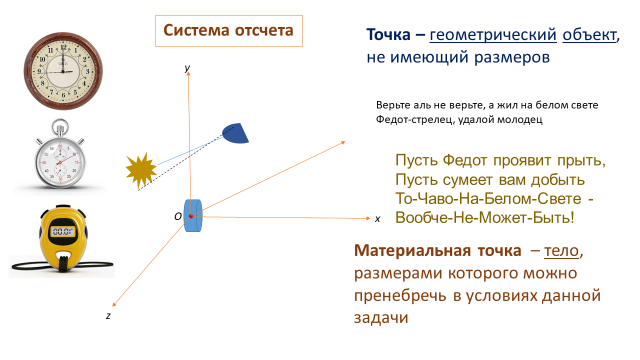 Система отсчета
Точка – геометрический объект,
не имеющий размеров
y
Верьте аль не верьте, а жил на белом свете
Федот-стрелец, удалой молодец
Пусть Федот проявит прыть,
Пусть сумеет вам добыть
То-Чаво-На-Белом-Свете -
Вообче-Не-Может-Быть!
O
x
Материальная точка – тело,
размерами которого можно
пренебречь в условиях данной
задачи
z